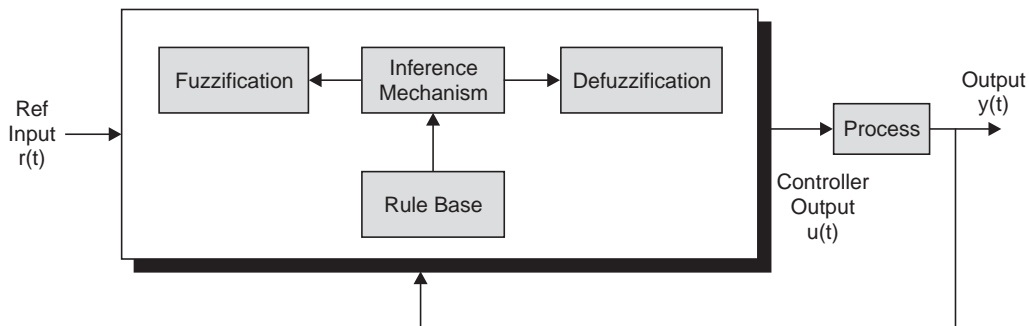 Ref
Input
r(t)
Fuzzification
Inference
Mechanism
Defuzzification
Rule Base
Controller
Output
u(t)
Process
Output
y(t)